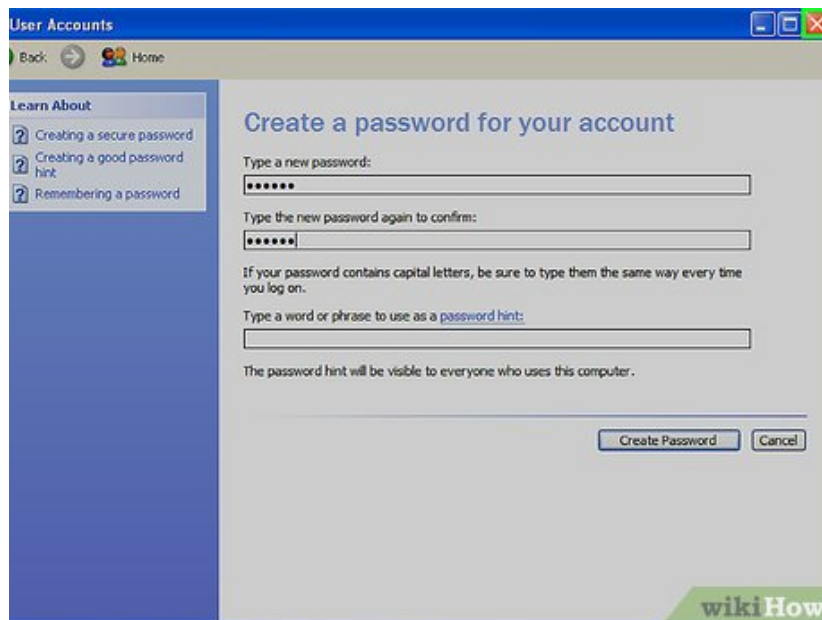 User Accounts
Back
Home
Learn About
Creating a secure password
Creating a good password
hint
Remembering a password
Create a password for your account
Type a new password:
Type the new password again to confirm:
If your password contains capital letters, be sure to type them the same way every time
you log on.
Type a word or phrase to use as a password hint:
The password hint will be visible to everyone who uses this computer.
Create Password
Cancel
wikiHow